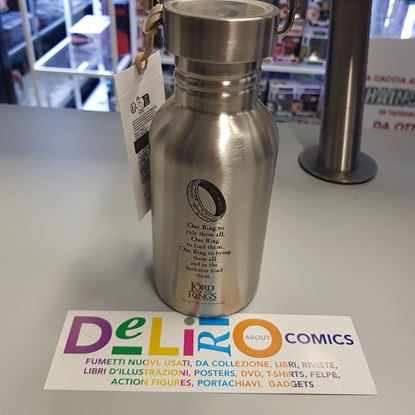 One Ring to
rule them all.
One Ring
to find them.
One Ring to bring
them all
and in the
darkness bind
them.
THE
LORD
OF THE
RINGS
DeLiRIO
ABOUT
COMICS
FUMETTI NUOVI, USATI, DA COLLEZIONE, LIBRI, RIVISTE,
LIBRI D'ILLUSTRAZIONI, POSTERS, DVD, T-SHIRTS, FELPE,
ACTION FIGURES, PORTACHIAVI, GADGETS
A CACCIA A